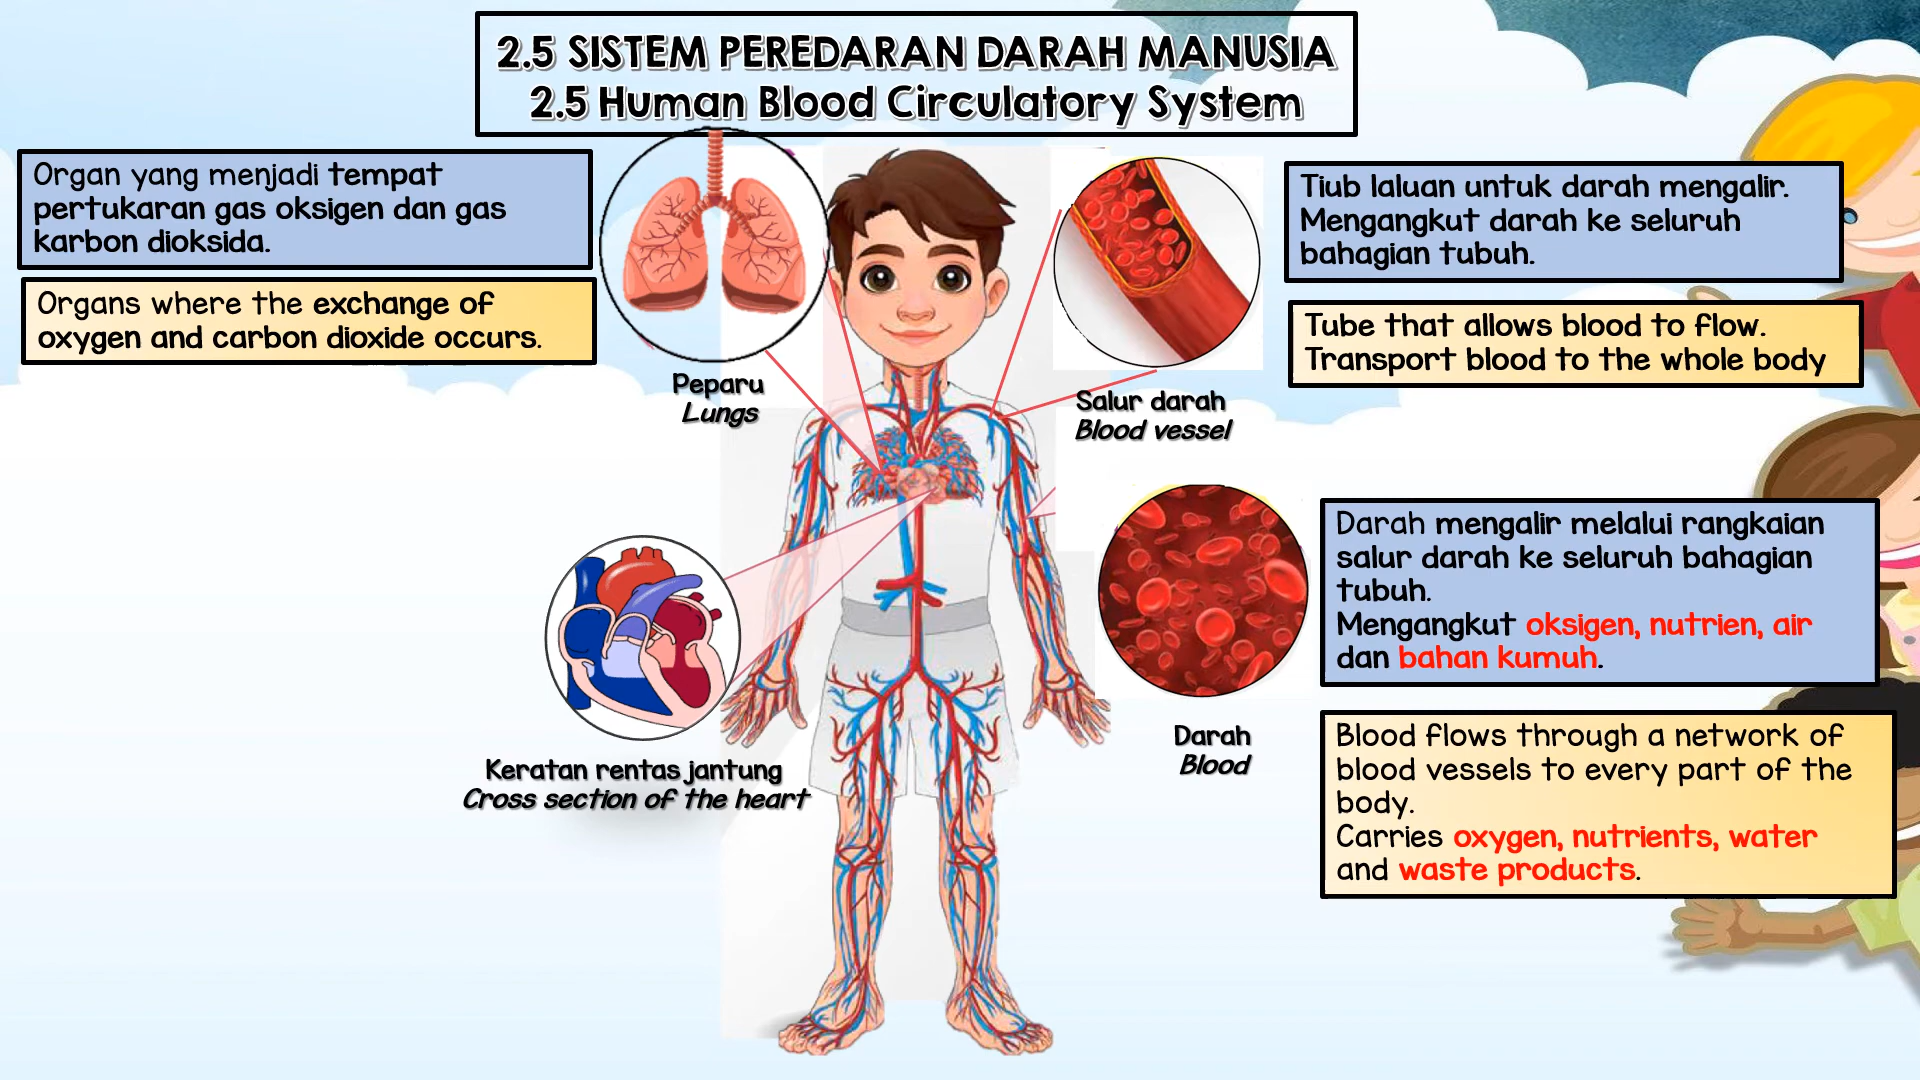 2.5 SISTEM PEREDARAN DARAH MANUSIA
2.5 Human Blood Circulatory System
Organ yang menjadi tempat
pertukaran gas oksigen dan gas
karbon dioksida.
Organs where the exchange of
oxygen and carbon dioxide occurs.
Peparu
Lungs
Salur darah
Blood vessel
Tiub laluan untuk darah mengalir.
Mengangkut darah ke seluruh
bahagian tubuh.
Tube that allows blood to flow.
Transport blood to the whole body
Keratan rentas jantung
Cross section of the heart
Darah
Blood
Darah mengalir melalui rangkaian
salur darah ke seluruh bahagian
tubuh.
Mengangkut oksigen, nutrien, air
dan bahan kumuh.
Blood flows through a network of
blood vessels to every part of the
body.
Carries oxygen, nutrients, water
and waste products.